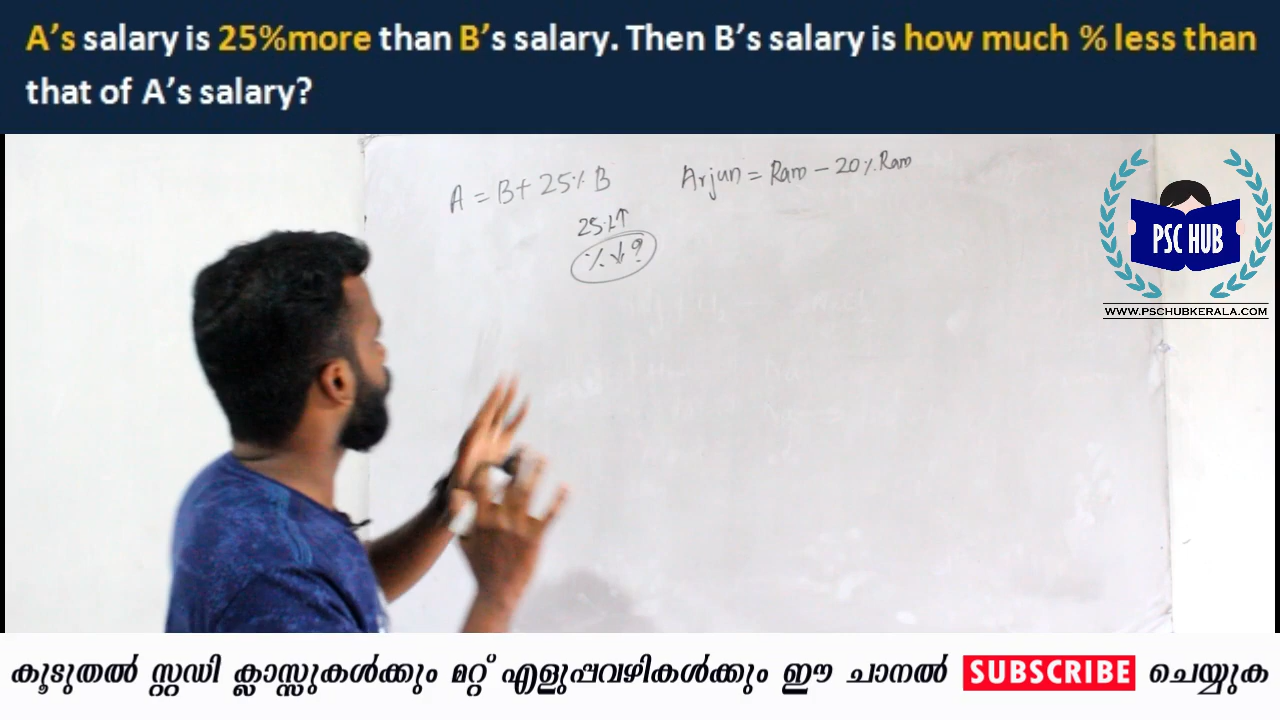 A’s salary is 25%more than B’s salary. Then B’s salary is how much % less than
that of A’s salary?
A = B + 25% B
Arjun = Ram - 20% Ram
25%↑
%↓?
PSC HUB
WWW.PSCHUBKERALA.COM
കൂടുതൽ സ്റ്റഡി ക്ലാസ്സുകൾക്കും മറ്റ് എളുപ്പവഴികൾക്കും ഈ ചാനൽ SUBSCRIBE ചെയ്യുക